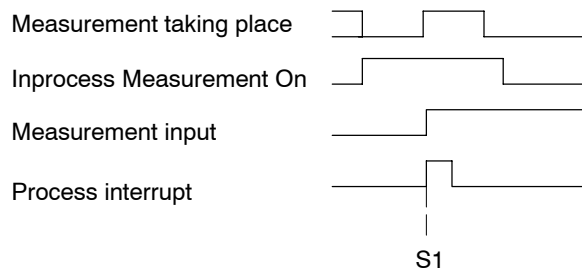 Measurement taking place
Inprocess Measurement On
Measurement input
Process interrupt
S1